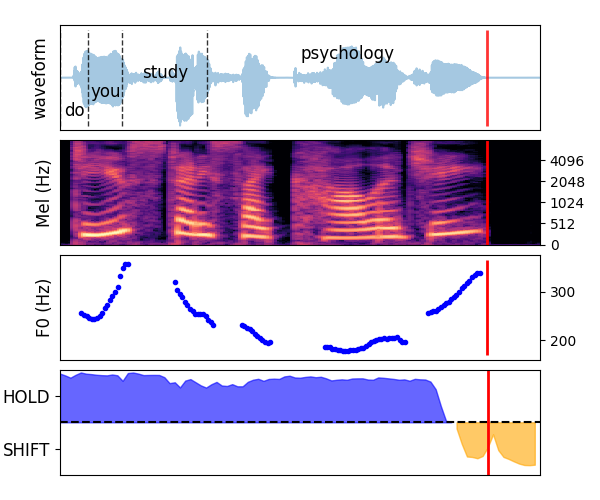 waveform
do
you
study
psychology
Mel (Hz)
4096
2048
1024
512
0
F0 (Hz)
300
200
HOLD
SHIFT